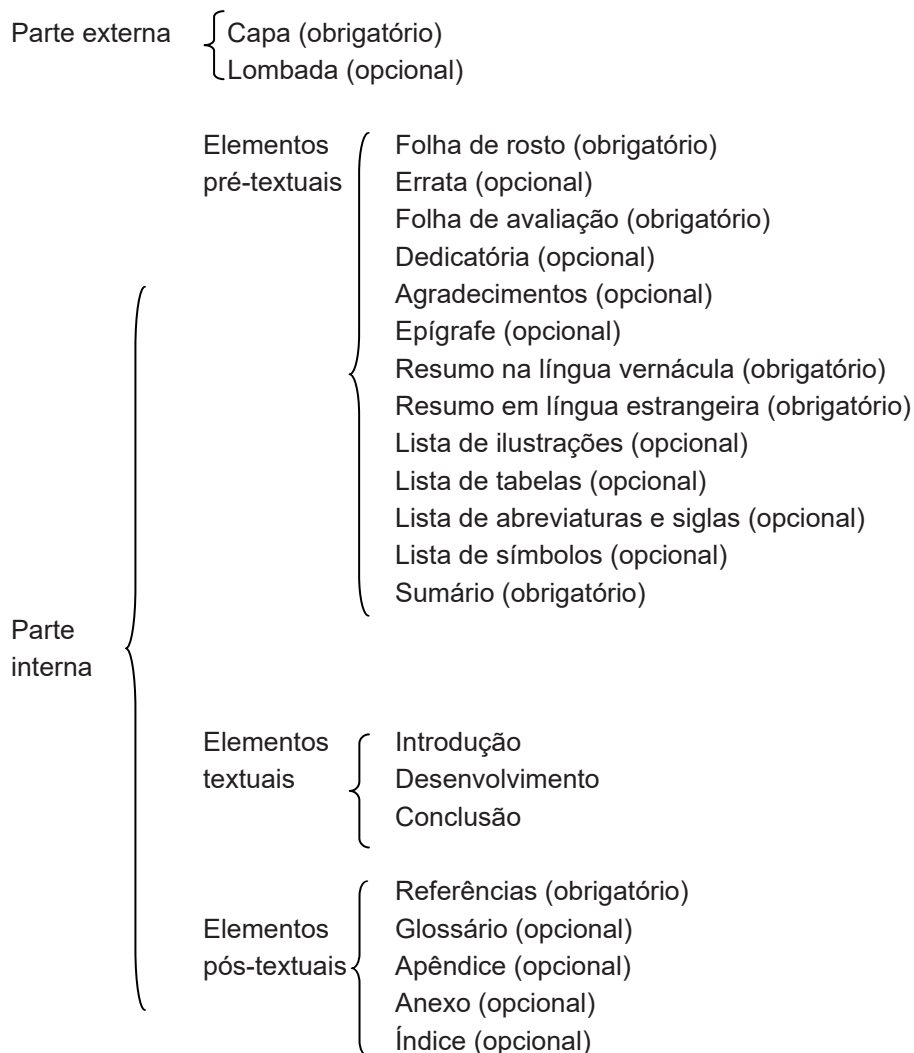 Parte externa Capa (obrigatório)
Lombada (opcional)
Elementos Folha de rosto (obrigatório)
pré-textuais Errata (opcional)
Folha de avaliação (obrigatório)
Dedicatória (opcional)
Agradecimentos (opcional)
Epígrafe (opcional)
Resumo na língua vernácula (obrigatório)
Resumo em língua estrangeira (obrigatório)
Lista de ilustrações (opcional)
Lista de tabelas (opcional)
Lista de abreviaturas e siglas (opcional)
Lista de símbolos (opcional)
Sumário (obrigatório)
Parte
interna
Elementos Introdução
textuais Desenvolvimento
Conclusão
Referências (obrigatório)
Elementos Glossário (opcional)
pós-textuais Apêndice (opcional)
Anexo (opcional)
Índice (opcional)